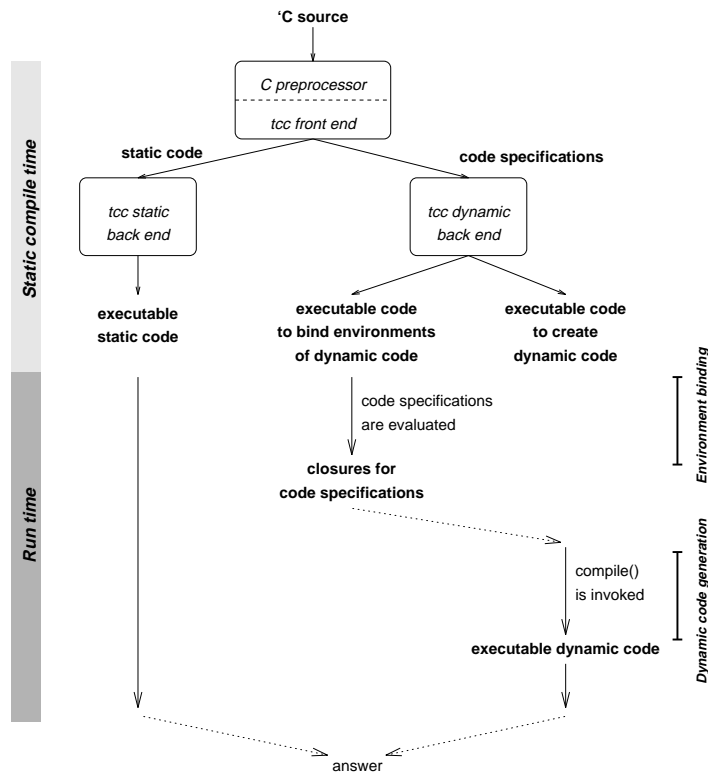 'C source
C preprocessor
tcc front end
static code
code specifications
tcc static
back end
tcc dynamic
back end
executable
static code
executable code
to bind environments
of dynamic code
executable code
to create
dynamic code
code specifications
are evaluated
closures for
code specifications
compile()
is invoked
executable dynamic code
answer
Static compile time
Run time
Environment binding
Dynamic code generation